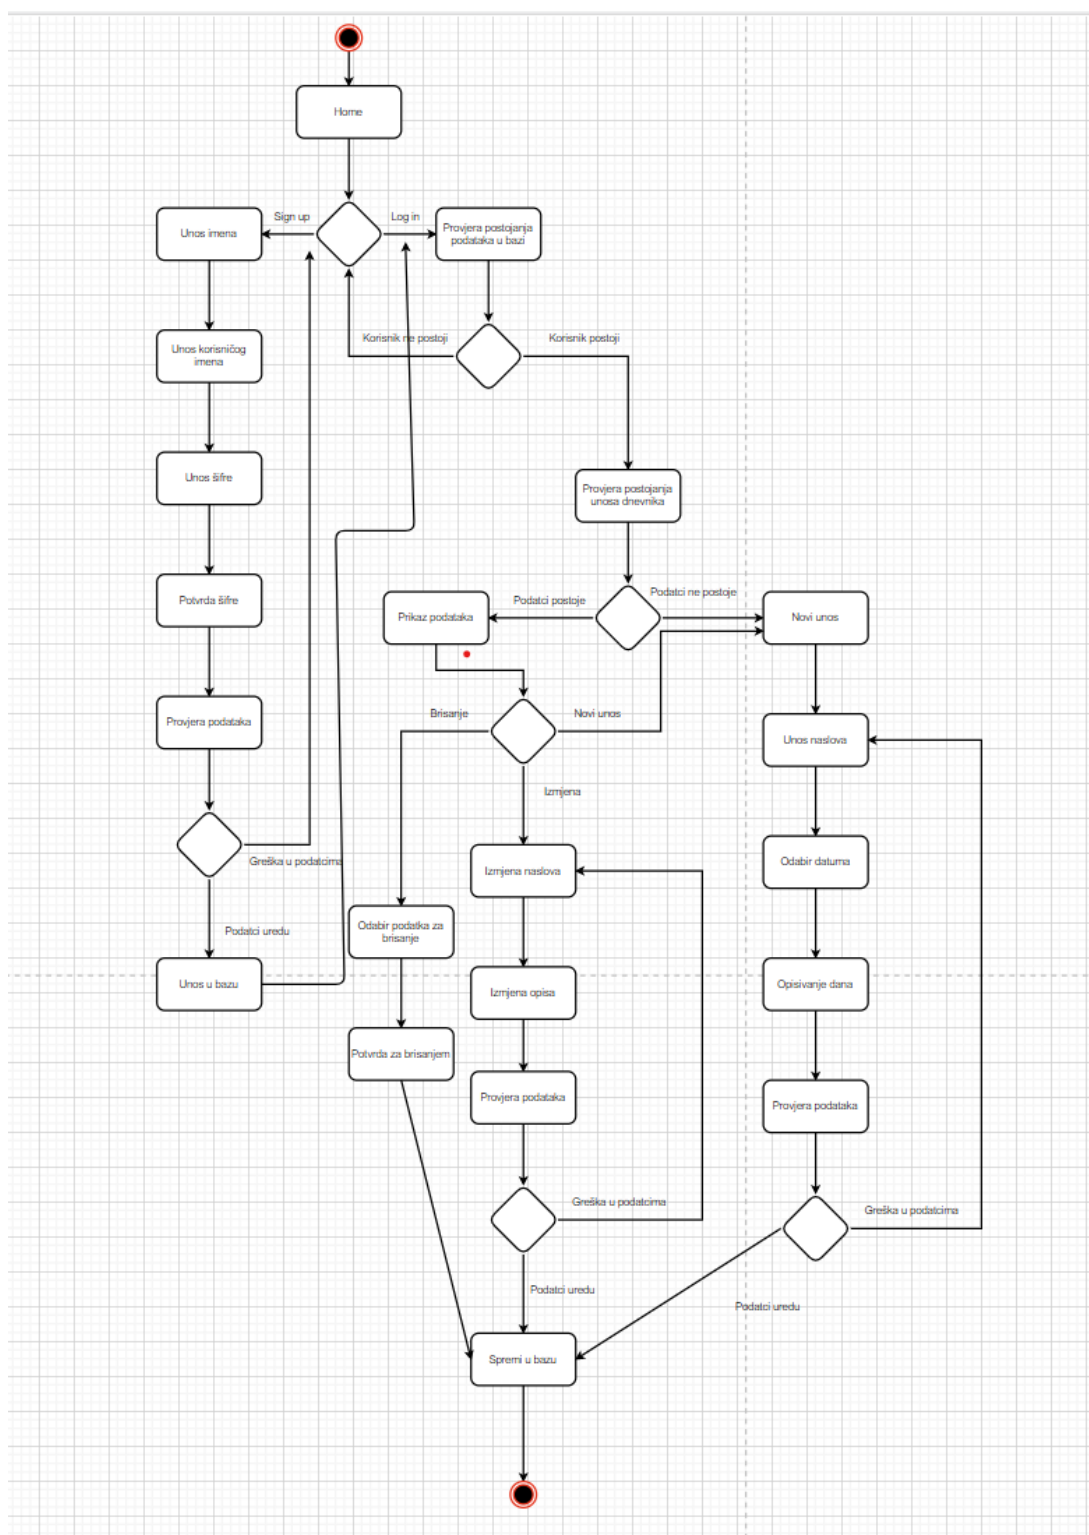 Home
Sign up
Log in
Unos imena
Provjera postojanja
podataka u bazi
Korisnik ne postoji
Korisnik postoji
Unos korisničog
imena
Unos šifre
Provjera postojanja
unosa dnevnika
Potvrda šifre
Podatci postoje
Podatci ne postoje
Prikaz podataka
Novi unos
Provjera podataka
Brisanje
Novi unos
Unos naslova
Izmjena
Greška u podatcima
Izmjena naslova
Odabir datuma
Podatci uredu
Odabir podatka za
brisanje
Unos u bazu
Izmjena opisa
Opisivanje dana
Potvrda za brisanjem
Provjera podataka
Provjera podataka
Greška u podatcima
Greška u podatcima
Podatci uredu
Podatci uredu
Spremi u bazu